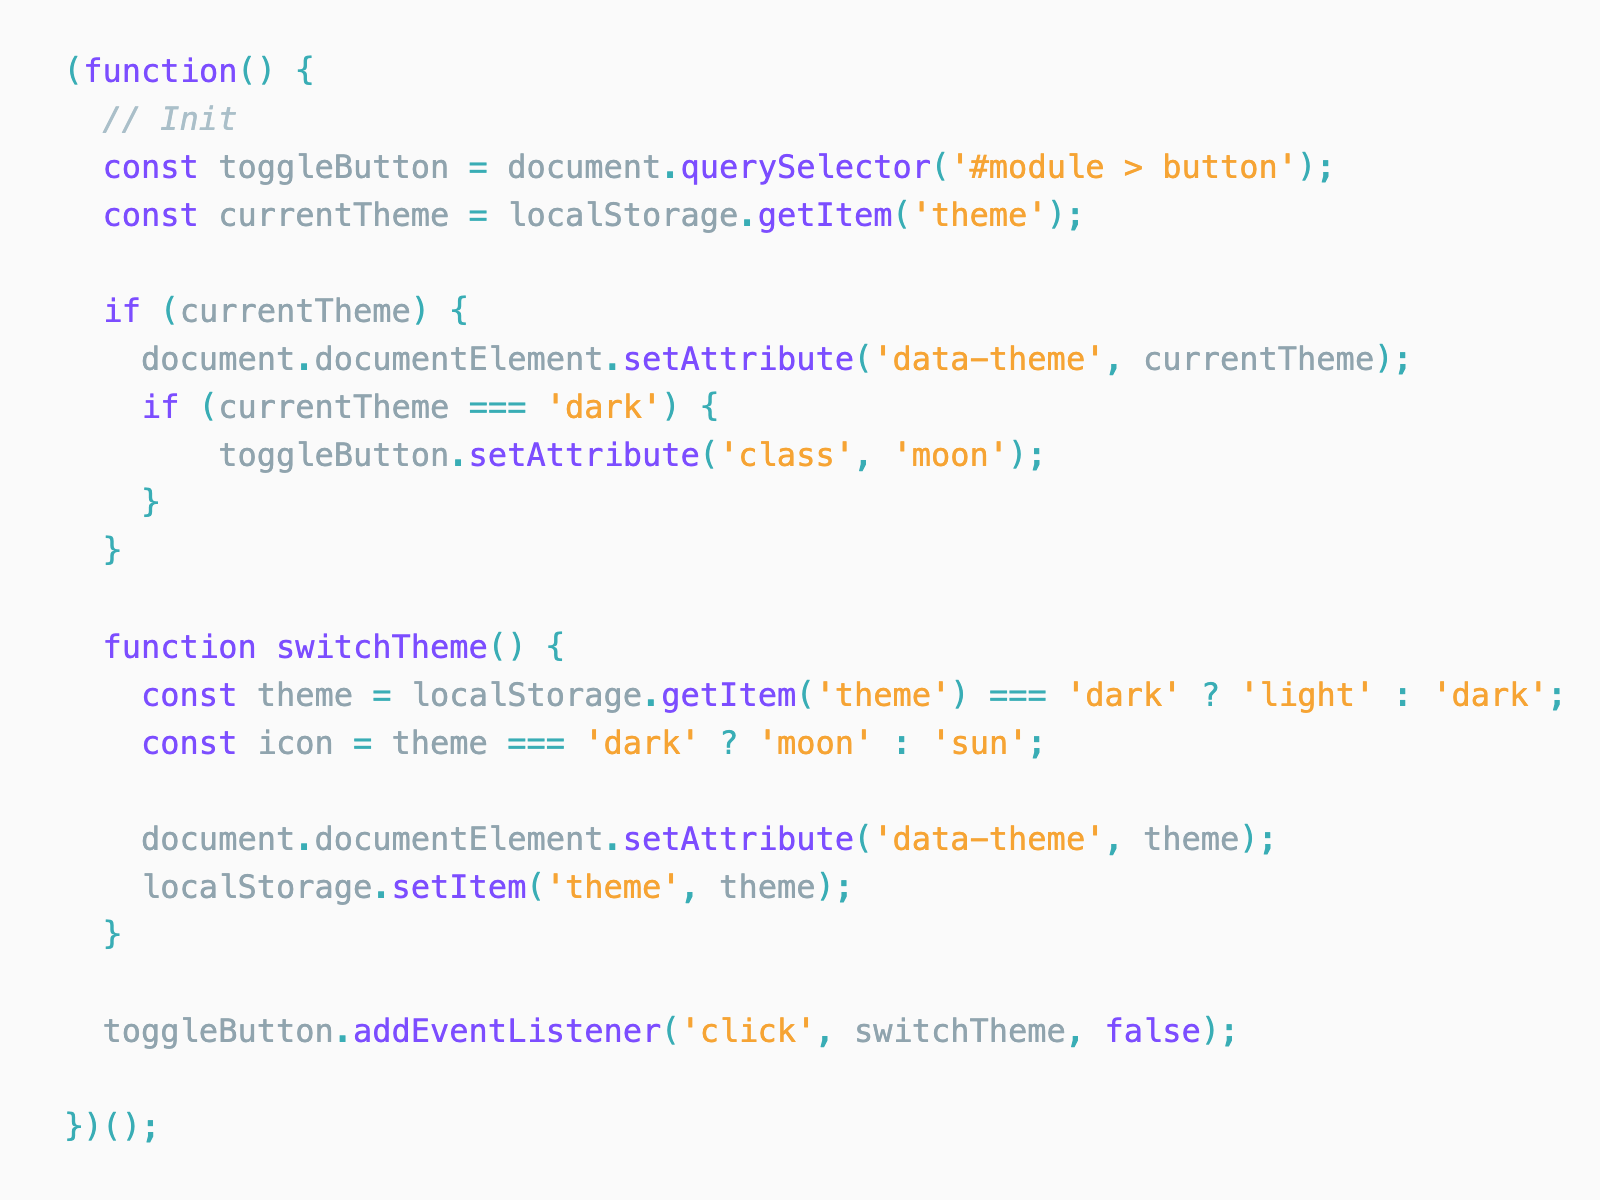 (function() {
  // Init
  const toggleButton = document.querySelector('#module > button');
  const currentTheme = localStorage.getItem('theme');

  if (currentTheme) {
    document.documentElement.setAttribute('data-theme', currentTheme);
    if (currentTheme === 'dark') {
        toggleButton.setAttribute('class', 'moon');
    }
  }

  function switchTheme() {
    const theme = localStorage.getItem('theme') === 'dark' ? 'light' : 'dark';
    const icon = theme === 'dark' ? 'moon' : 'sun';

    document.documentElement.setAttribute('data-theme', theme);
    localStorage.setItem('theme', theme);
  }

  toggleButton.addEventListener('click', switchTheme, false);

})();